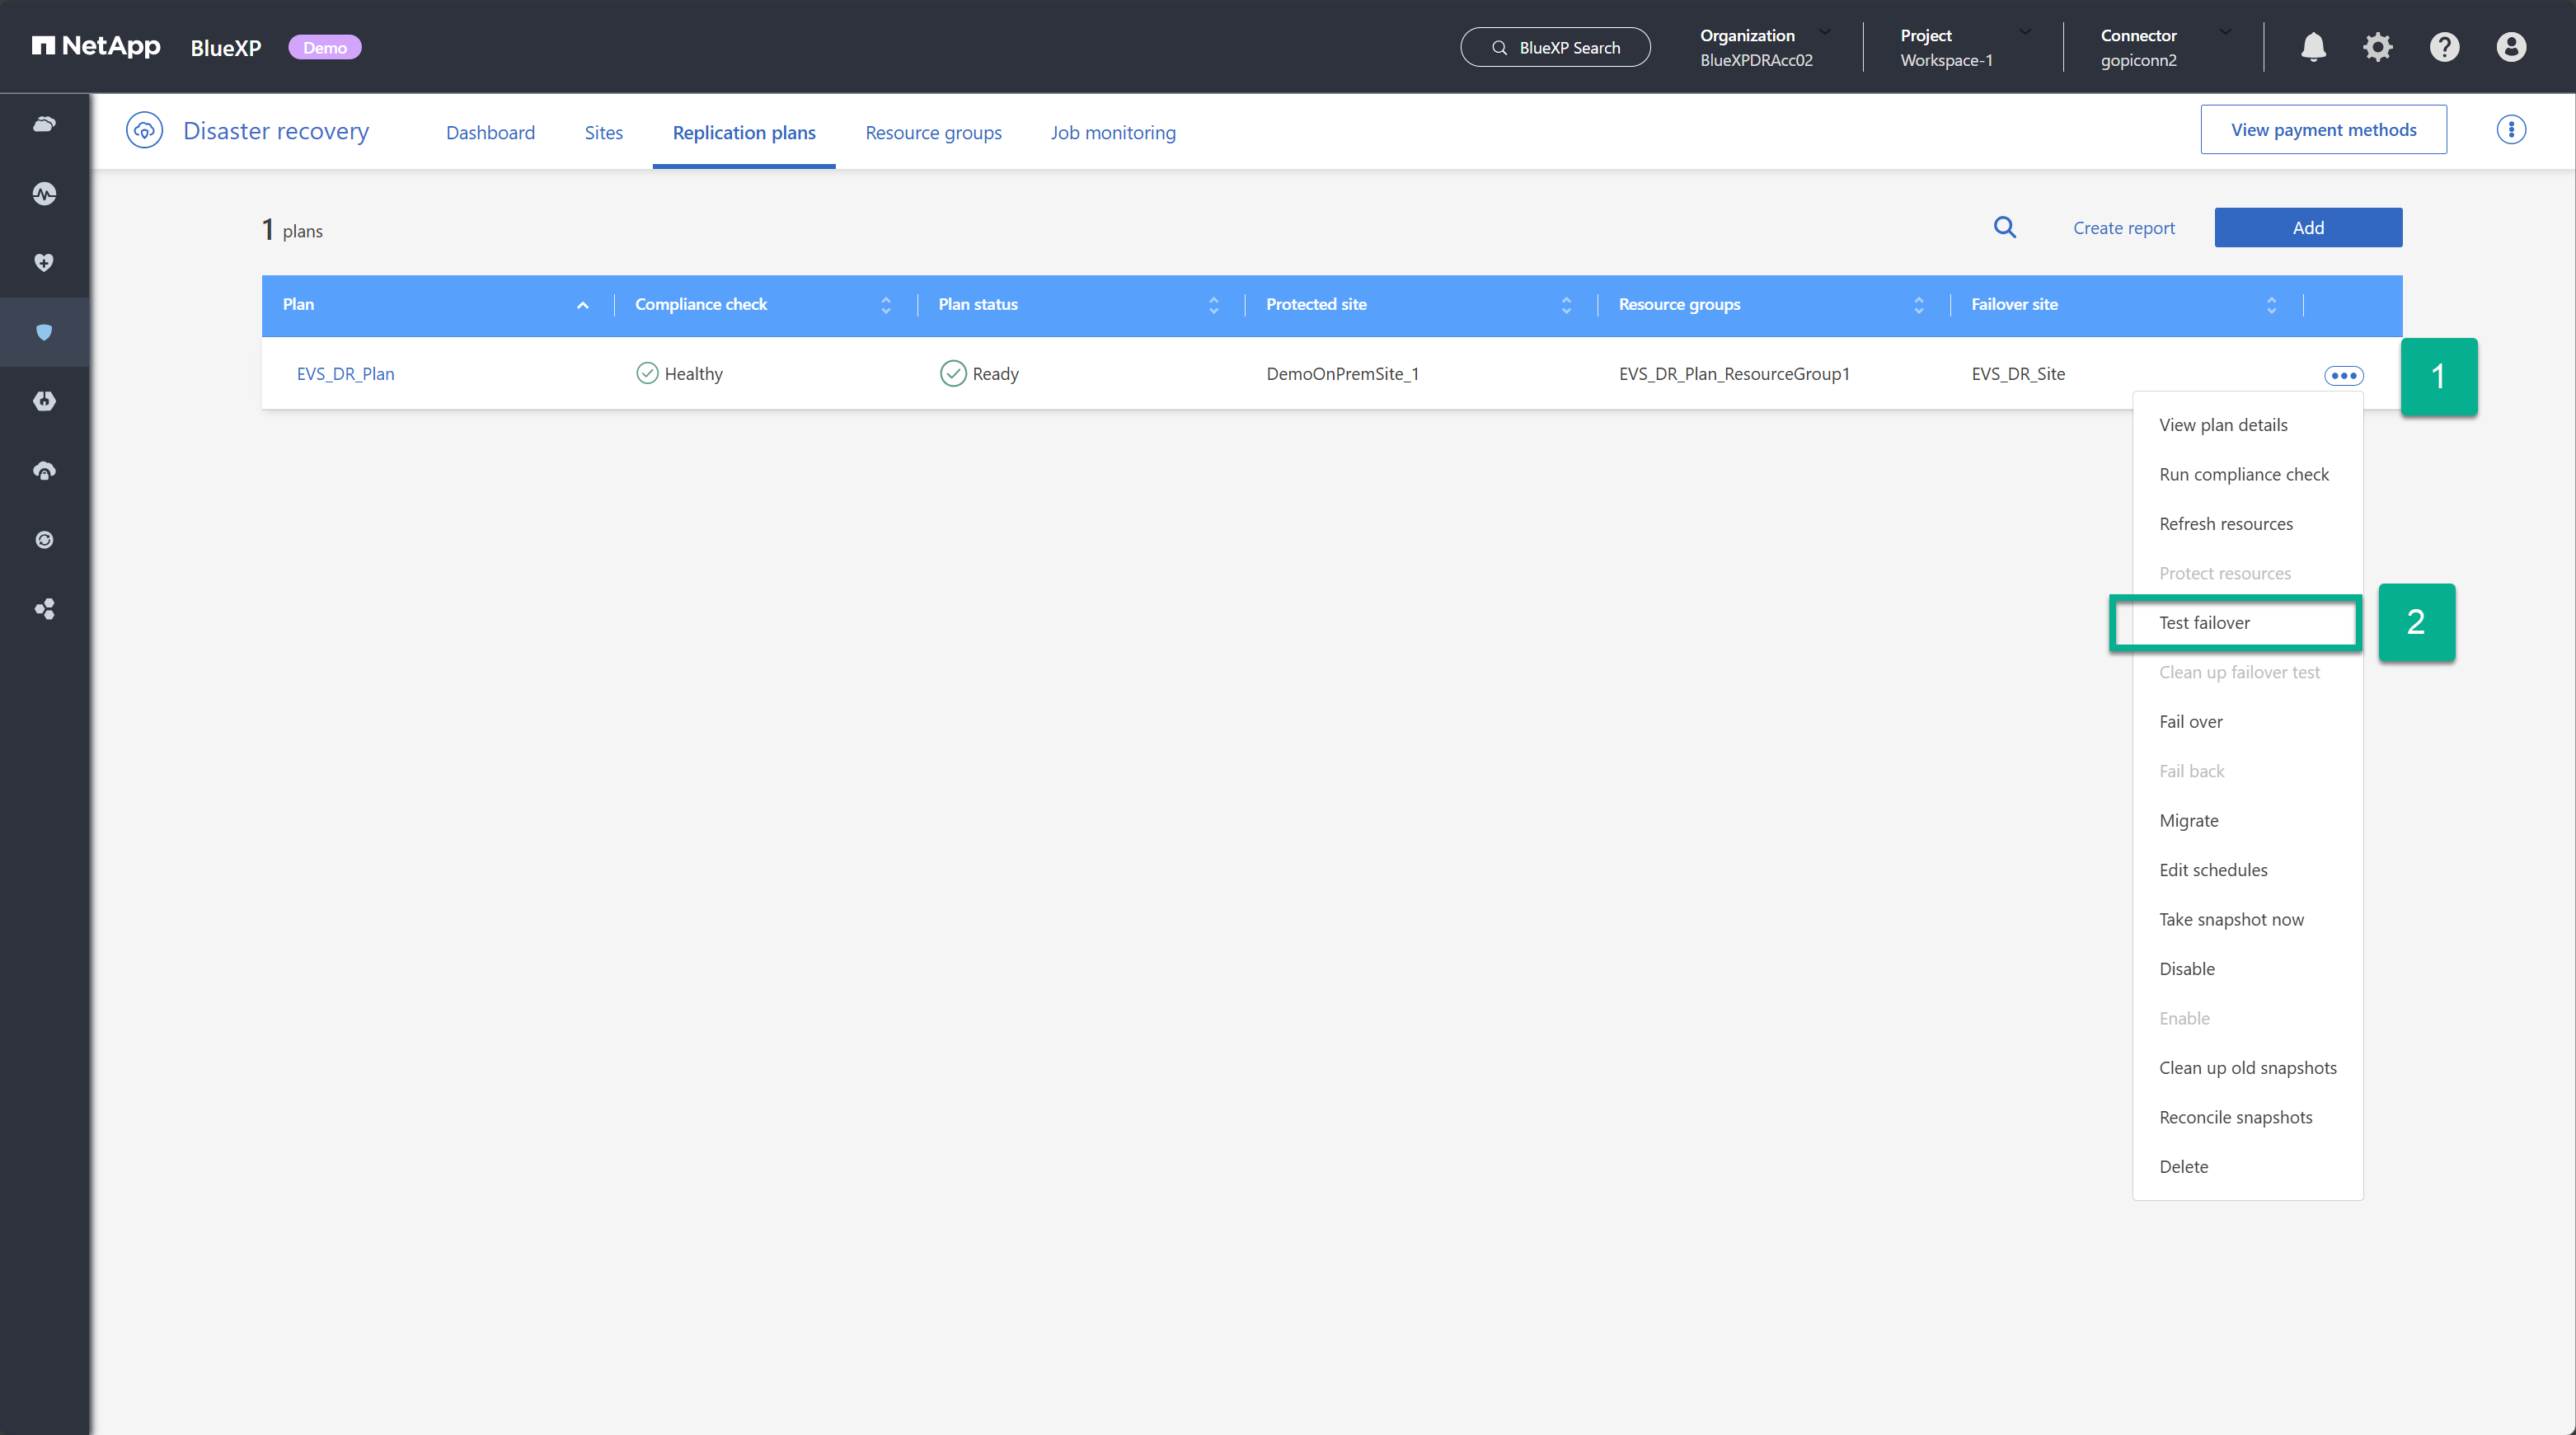 NetApp BlueXP Demo
BlueXP Search
Organization
BlueXPDRAcc02
Project
Workspace-1
Connector
gopiconn2
Disaster recovery
Dashboard Sites Replication plans Resource groups Job monitoring
View payment methods
1 plans
Create report
Add
Plan Compliance check Plan status Protected site Resource groups Failover site
EVS_DR_Plan Healthy Ready DemoOnPremSite_1 EVS_DR_Plan_ResourceGroup1 EVS_DR_Site
1
View plan details
Run compliance check
Refresh resources
Protect resources
Test failover
2
Clean up failover test
Fail over
Fail back
Migrate
Edit schedules
Take snapshot now
Disable
Enable
Clean up old snapshots
Reconcile snapshots
Delete